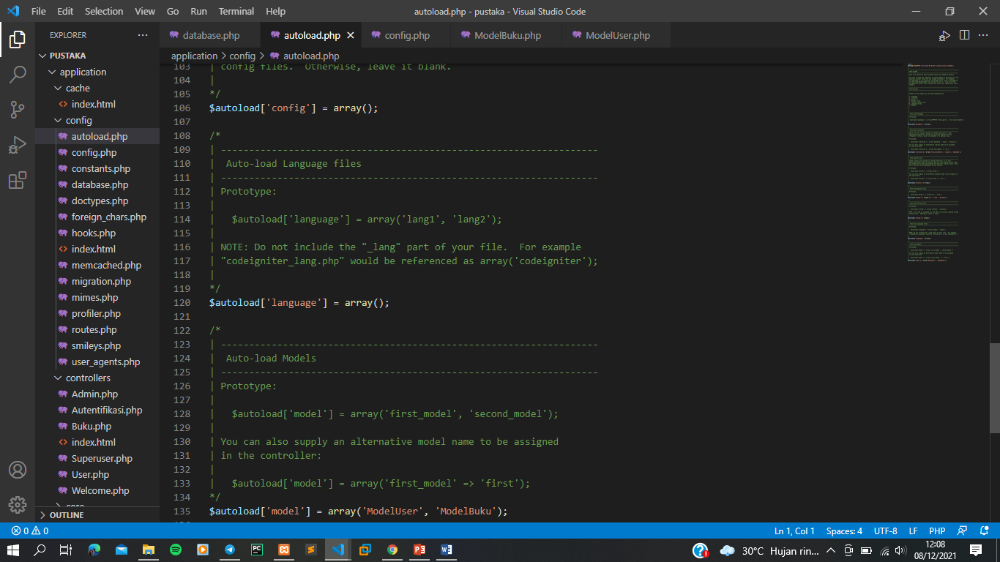 File Edit Selection View Go Run Terminal Help autoload.php - pustaka - Visual Studio Code
EXPLORER
database.php autoload.php config.php ModelBuku.php ModelUser.php
PUSTAKA
application > config > autoload.php
application
cache
index.html
config
autoload.php
config.php
constants.php
database.php
doctypes.php
foreign_chars.php
hooks.php
index.html
memcached.php
migration.php
mimes.php
profiler.php
routes.php
smileys.php
user_agents.php
controllers
Admin.php
Autentifikasi.php
Buku.php
index.html
Superuser.php
User.php
Welcome.php
core
OUTLINE
103 | config files.  Otherwise, leave it blank.
104 |
105 */
106 $autoload['config'] = array();
107
108 /*
109 | -------------------------------------------------------------------
110 |  Auto-load Language files
111 | -------------------------------------------------------------------
112 | Prototype:
113 |
114 |   $autoload['language'] = array('lang1', 'lang2');
115 |
116 | NOTE: Do not include the "_lang" part of your file.  For example
117 | "codeigniter_lang.php" would be referenced as array('codeigniter');
118 |
119 */
120 $autoload['language'] = array();
121
122 /*
123 | -------------------------------------------------------------------
124 |  Auto-load Models
125 | -------------------------------------------------------------------
126 | Prototype:
127 |
128 |   $autoload['model'] = array('first_model', 'second_model');
129 |
130 | You can also supply an alternative model name to be assigned
131 | in the controller:
132 |
133 |   $autoload['model'] = array('first_model' => 'first');
134 */
135 $autoload['model'] = array('ModelUser', 'ModelBuku');
0 0 Ln 1, Col 1 Spaces: 4 UTF-8 LF PHP
30°C Hujan rin... 12:08
08/12/2021